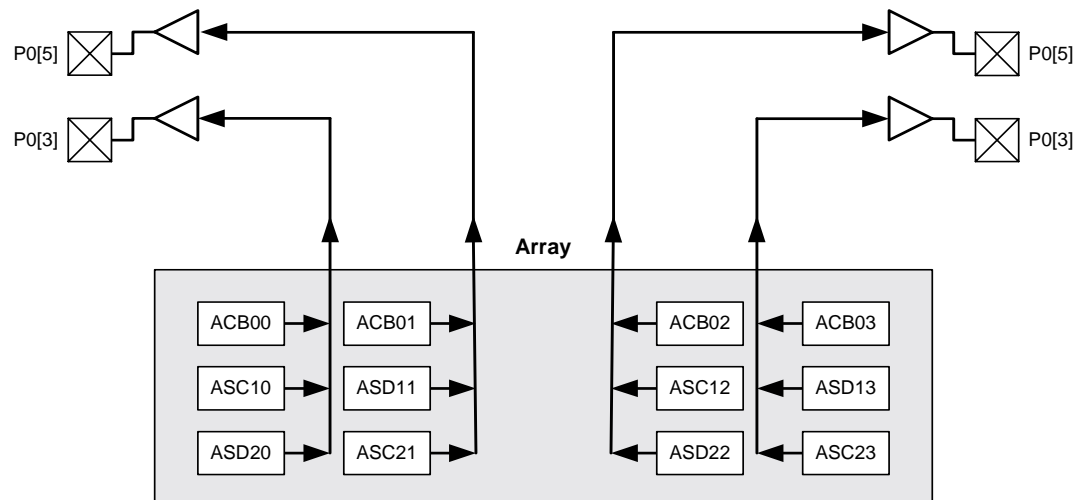 P0[5]
P0[5]
P0[3]
P0[3]
Array
ACB00 ACB01 ACB02 ACB03
ASC10 ASD11 ASC12 ASD13
ASD20 ASC21 ASD22 ASC23